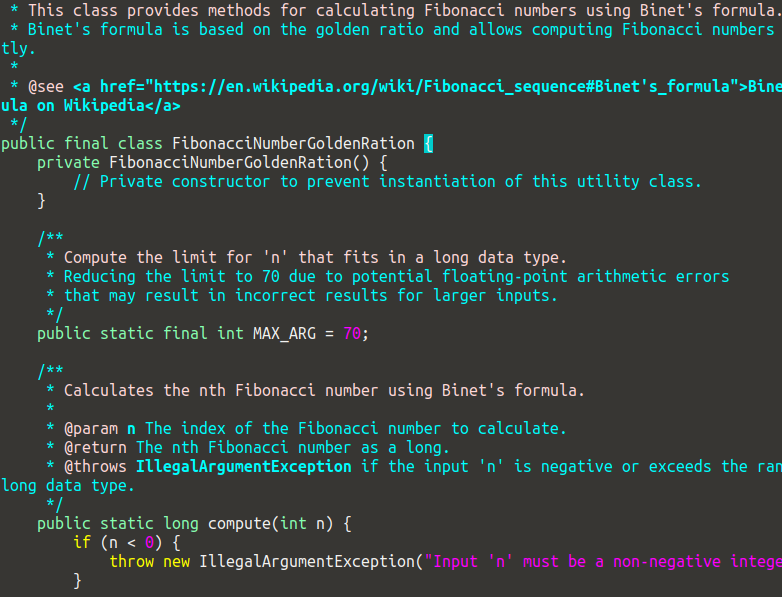 * This class provides methods for calculating Fibonacci numbers using Binet's formula.
* Binet's formula is based on the golden ratio and allows computing Fibonacci numbers
tly.
*
* @see <a href="https://en.wikipedia.org/wiki/Fibonacci_sequence#Binet's_formula">Bine
ula on Wikipedia</a>
*/
public final class FibonacciNumberGoldenRation {
private FibonacciNumberGoldenRation() {
// Private constructor to prevent instantiation of this utility class.
}
/**
* Compute the limit for 'n' that fits in a long data type.
* Reducing the limit to 70 due to potential floating-point arithmetic errors
* that may result in incorrect results for larger inputs.
*/
public static final int MAX_ARG = 70;
/**
* Calculates the nth Fibonacci number using Binet's formula.
*
* @param n The index of the Fibonacci number to calculate.
* @return The nth Fibonacci number as a long.
* @throws IllegalArgumentException if the input 'n' is negative or exceeds the ran
long data type.
*/
public static long compute(int n) {
if (n < 0) {
throw new IllegalArgumentException("Input 'n' must be a non-negative intege
}